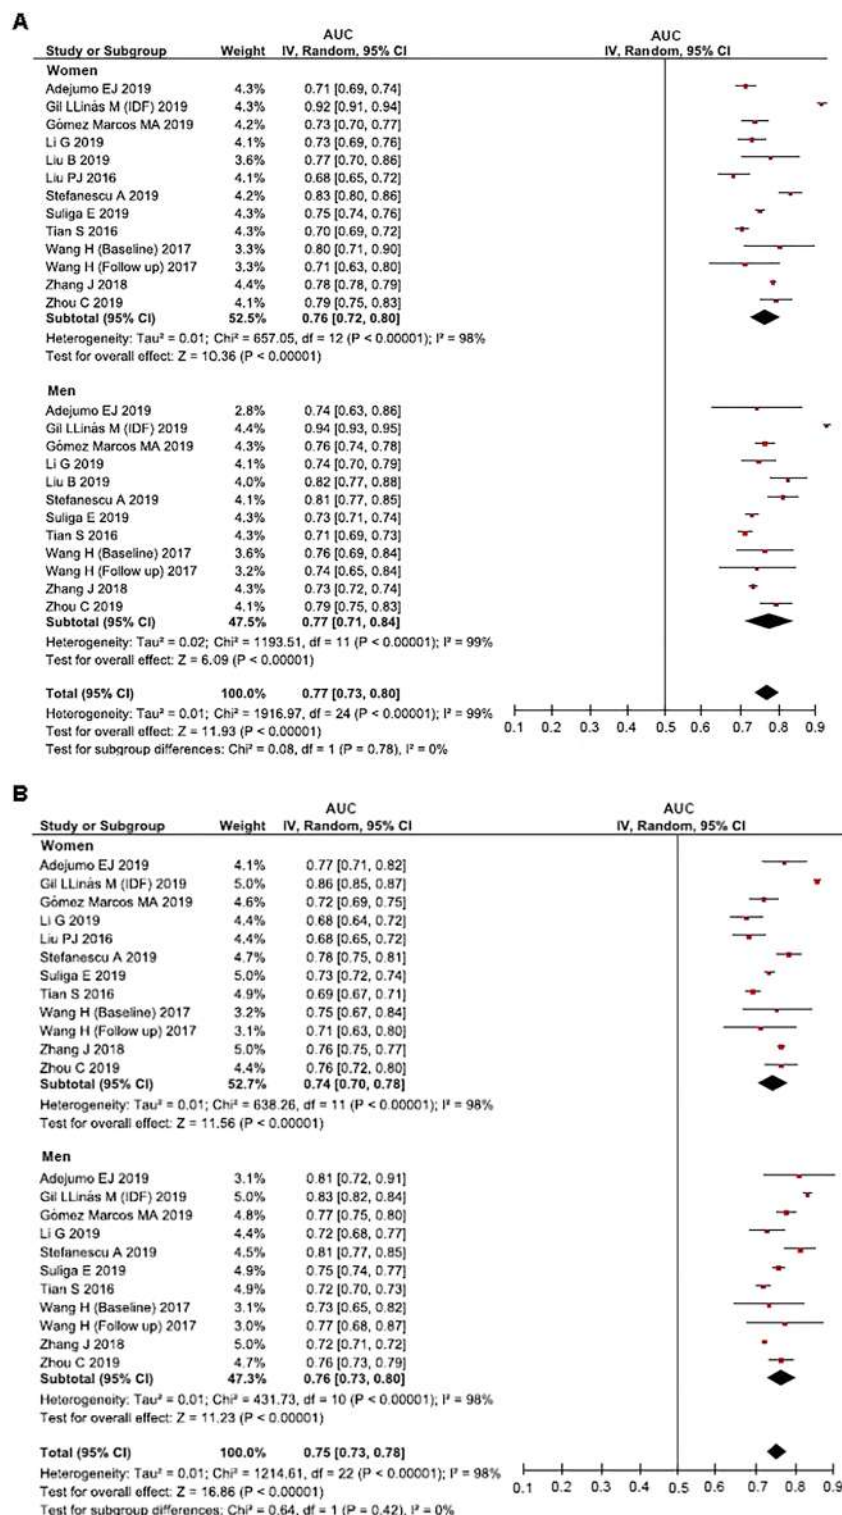 A
AUC AUC
Study or Subgroup Weight IV, Random, 95% CI IV, Random, 95% CI
Women
Adejumo EJ 2019 4.3% 0.71 [0.69, 0.74]
Gil LLinás M (IDF) 2019 4.3% 0.92 [0.91, 0.94]
Gómez Marcos MA 2019 4.2% 0.73 [0.70, 0.77]
Li G 2019 4.1% 0.73 [0.69, 0.76]
Liu B 2019 3.6% 0.77 [0.70, 0.86]
Liu PJ 2016 4.1% 0.68 [0.65, 0.72]
Stefanescu A 2019 4.2% 0.83 [0.80, 0.86]
Suliga E 2019 4.3% 0.75 [0.74, 0.76]
Tian S 2016 4.3% 0.70 [0.69, 0.72]
Wang H (Baseline) 2017 3.3% 0.80 [0.71, 0.90]
Wang H (Follow up) 2017 3.3% 0.71 [0.63, 0.80]
Zhang J 2018 4.4% 0.78 [0.78, 0.79]
Zhou C 2019 4.1% 0.79 [0.75, 0.83]
Subtotal (95% CI) 52.5% 0.76 [0.72, 0.80]
Heterogeneity: Tau² = 0.01; Chi² = 657.05, df = 12 (P < 0.00001); I² = 98%
Test for overall effect: Z = 10.36 (P < 0.00001)
Men
Adejumo EJ 2019 2.8% 0.74 [0.63, 0.86]
Gil LLinás M (IDF) 2019 4.4% 0.94 [0.93, 0.95]
Gómez Marcos MA 2019 4.3% 0.76 [0.74, 0.78]
Li G 2019 4.1% 0.74 [0.70, 0.79]
Liu B 2019 4.0% 0.82 [0.77, 0.88]
Stefanescu A 2019 4.1% 0.81 [0.77, 0.85]
Suliga E 2019 4.3% 0.73 [0.71, 0.74]
Tian S 2016 4.3% 0.71 [0.69, 0.73]
Wang H (Baseline) 2017 3.6% 0.76 [0.69, 0.84]
Wang H (Follow up) 2017 3.2% 0.74 [0.65, 0.84]
Zhang J 2018 4.3% 0.73 [0.72, 0.74]
Zhou C 2019 4.1% 0.79 [0.75, 0.83]
Subtotal (95% CI) 47.5% 0.77 [0.71, 0.84]
Heterogeneity: Tau² = 0.02; Chi² = 1193.51, df = 11 (P < 0.00001); I² = 99%
Test for overall effect: Z = 6.09 (P < 0.00001)
Total (95% CI) 100.0% 0.77 [0.73, 0.80]
Heterogeneity: Tau² = 0.01; Chi² = 1916.97, df = 24 (P < 0.00001); I² = 99%
Test for overall effect: Z = 11.93 (P < 0.00001)
Test for subgroup differences: Chi² = 0.08, df = 1 (P = 0.78), I² = 0%
0.1 0.2 0.3 0.4 0.5 0.6 0.7 0.8 0.9
B
AUC AUC
Study or Subgroup Weight IV, Random, 95% CI IV, Random, 95% CI
Women
Adejumo EJ 2019 4.1% 0.77 [0.71, 0.82]
Gil LLinás M (IDF) 2019 5.0% 0.86 [0.85, 0.87]
Gómez Marcos MA 2019 4.6% 0.72 [0.69, 0.75]
Li G 2019 4.4% 0.68 [0.64, 0.72]
Liu PJ 2016 4.4% 0.68 [0.65, 0.72]
Stefanescu A 2019 4.7% 0.78 [0.75, 0.81]
Suliga E 2019 5.0% 0.73 [0.72, 0.74]
Tian S 2016 4.9% 0.69 [0.67, 0.71]
Wang H (Baseline) 2017 3.2% 0.75 [0.67, 0.84]
Wang H (Follow up) 2017 3.1% 0.71 [0.63, 0.80]
Zhang J 2018 5.0% 0.76 [0.75, 0.77]
Zhou C 2019 4.4% 0.76 [0.72, 0.80]
Subtotal (95% CI) 52.7% 0.74 [0.70, 0.78]
Heterogeneity: Tau² = 0.01; Chi² = 638.26, df = 11 (P < 0.00001); I² = 98%
Test for overall effect: Z = 11.56 (P < 0.00001)
Men
Adejumo EJ 2019 3.1% 0.81 [0.72, 0.91]
Gil LLinás M (IDF) 2019 5.0% 0.83 [0.82, 0.84]
Gómez Marcos MA 2019 4.8% 0.77 [0.75, 0.80]
Li G 2019 4.4% 0.72 [0.68, 0.77]
Stefanescu A 2019 4.5% 0.81 [0.77, 0.85]
Suliga E 2019 4.9% 0.75 [0.74, 0.77]
Tian S 2016 4.9% 0.72 [0.70, 0.73]
Wang H (Baseline) 2017 3.1% 0.73 [0.65, 0.82]
Wang H (Follow up) 2017 3.0% 0.77 [0.68, 0.87]
Zhang J 2018 5.0% 0.72 [0.71, 0.72]
Zhou C 2019 4.7% 0.76 [0.73, 0.79]
Subtotal (95% CI) 47.3% 0.76 [0.73, 0.80]
Heterogeneity: Tau² = 0.01; Chi² = 431.73, df = 10 (P < 0.00001); I² = 98%
Test for overall effect: Z = 11.23 (P < 0.00001)
Total (95% CI) 100.0% 0.75 [0.73, 0.78]
Heterogeneity: Tau² = 0.01; Chi² = 1214.61, df = 22 (P < 0.00001); I² = 98%
Test for overall effect: Z = 16.86 (P < 0.00001)
Test for subgroup differences: Chi² = 0.64, df = 1 (P = 0.42), I² = 0%
0.1 0.2 0.3 0.4 0.5 0.6 0.7 0.8 0.9